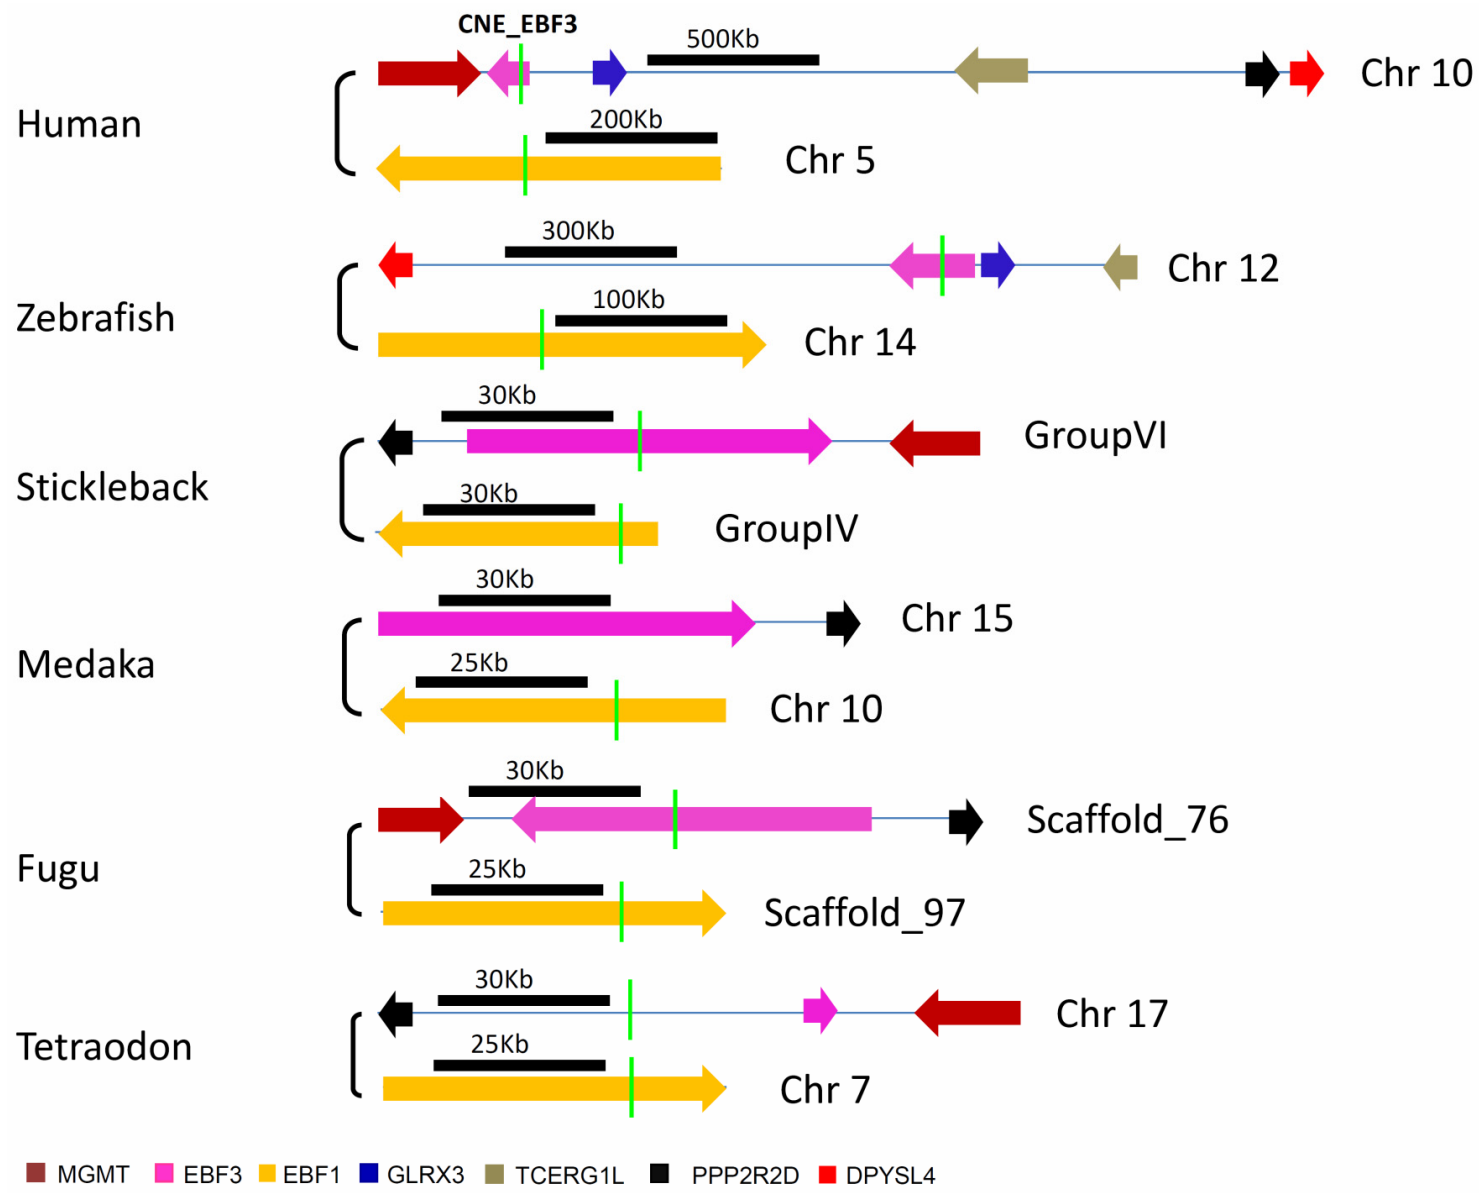 CNE_EBF3
500Kb
Chr 10
Human
200Kb
Chr 5
300Kb
Chr 12
Zebrafish
100Kb
Chr 14
30Kb
GroupVI
Stickleback
30Kb
GroupIV
30Kb
Chr 15
Medaka
25Kb
Chr 10
30Kb
Scaffold_76
Fugu
25Kb
Scaffold_97
30Kb
Chr 17
Tetraodon
25Kb
Chr 7
MGMT EBF3 EBF1 GLRX3 TCERG1L PPP2R2D DPYSL4